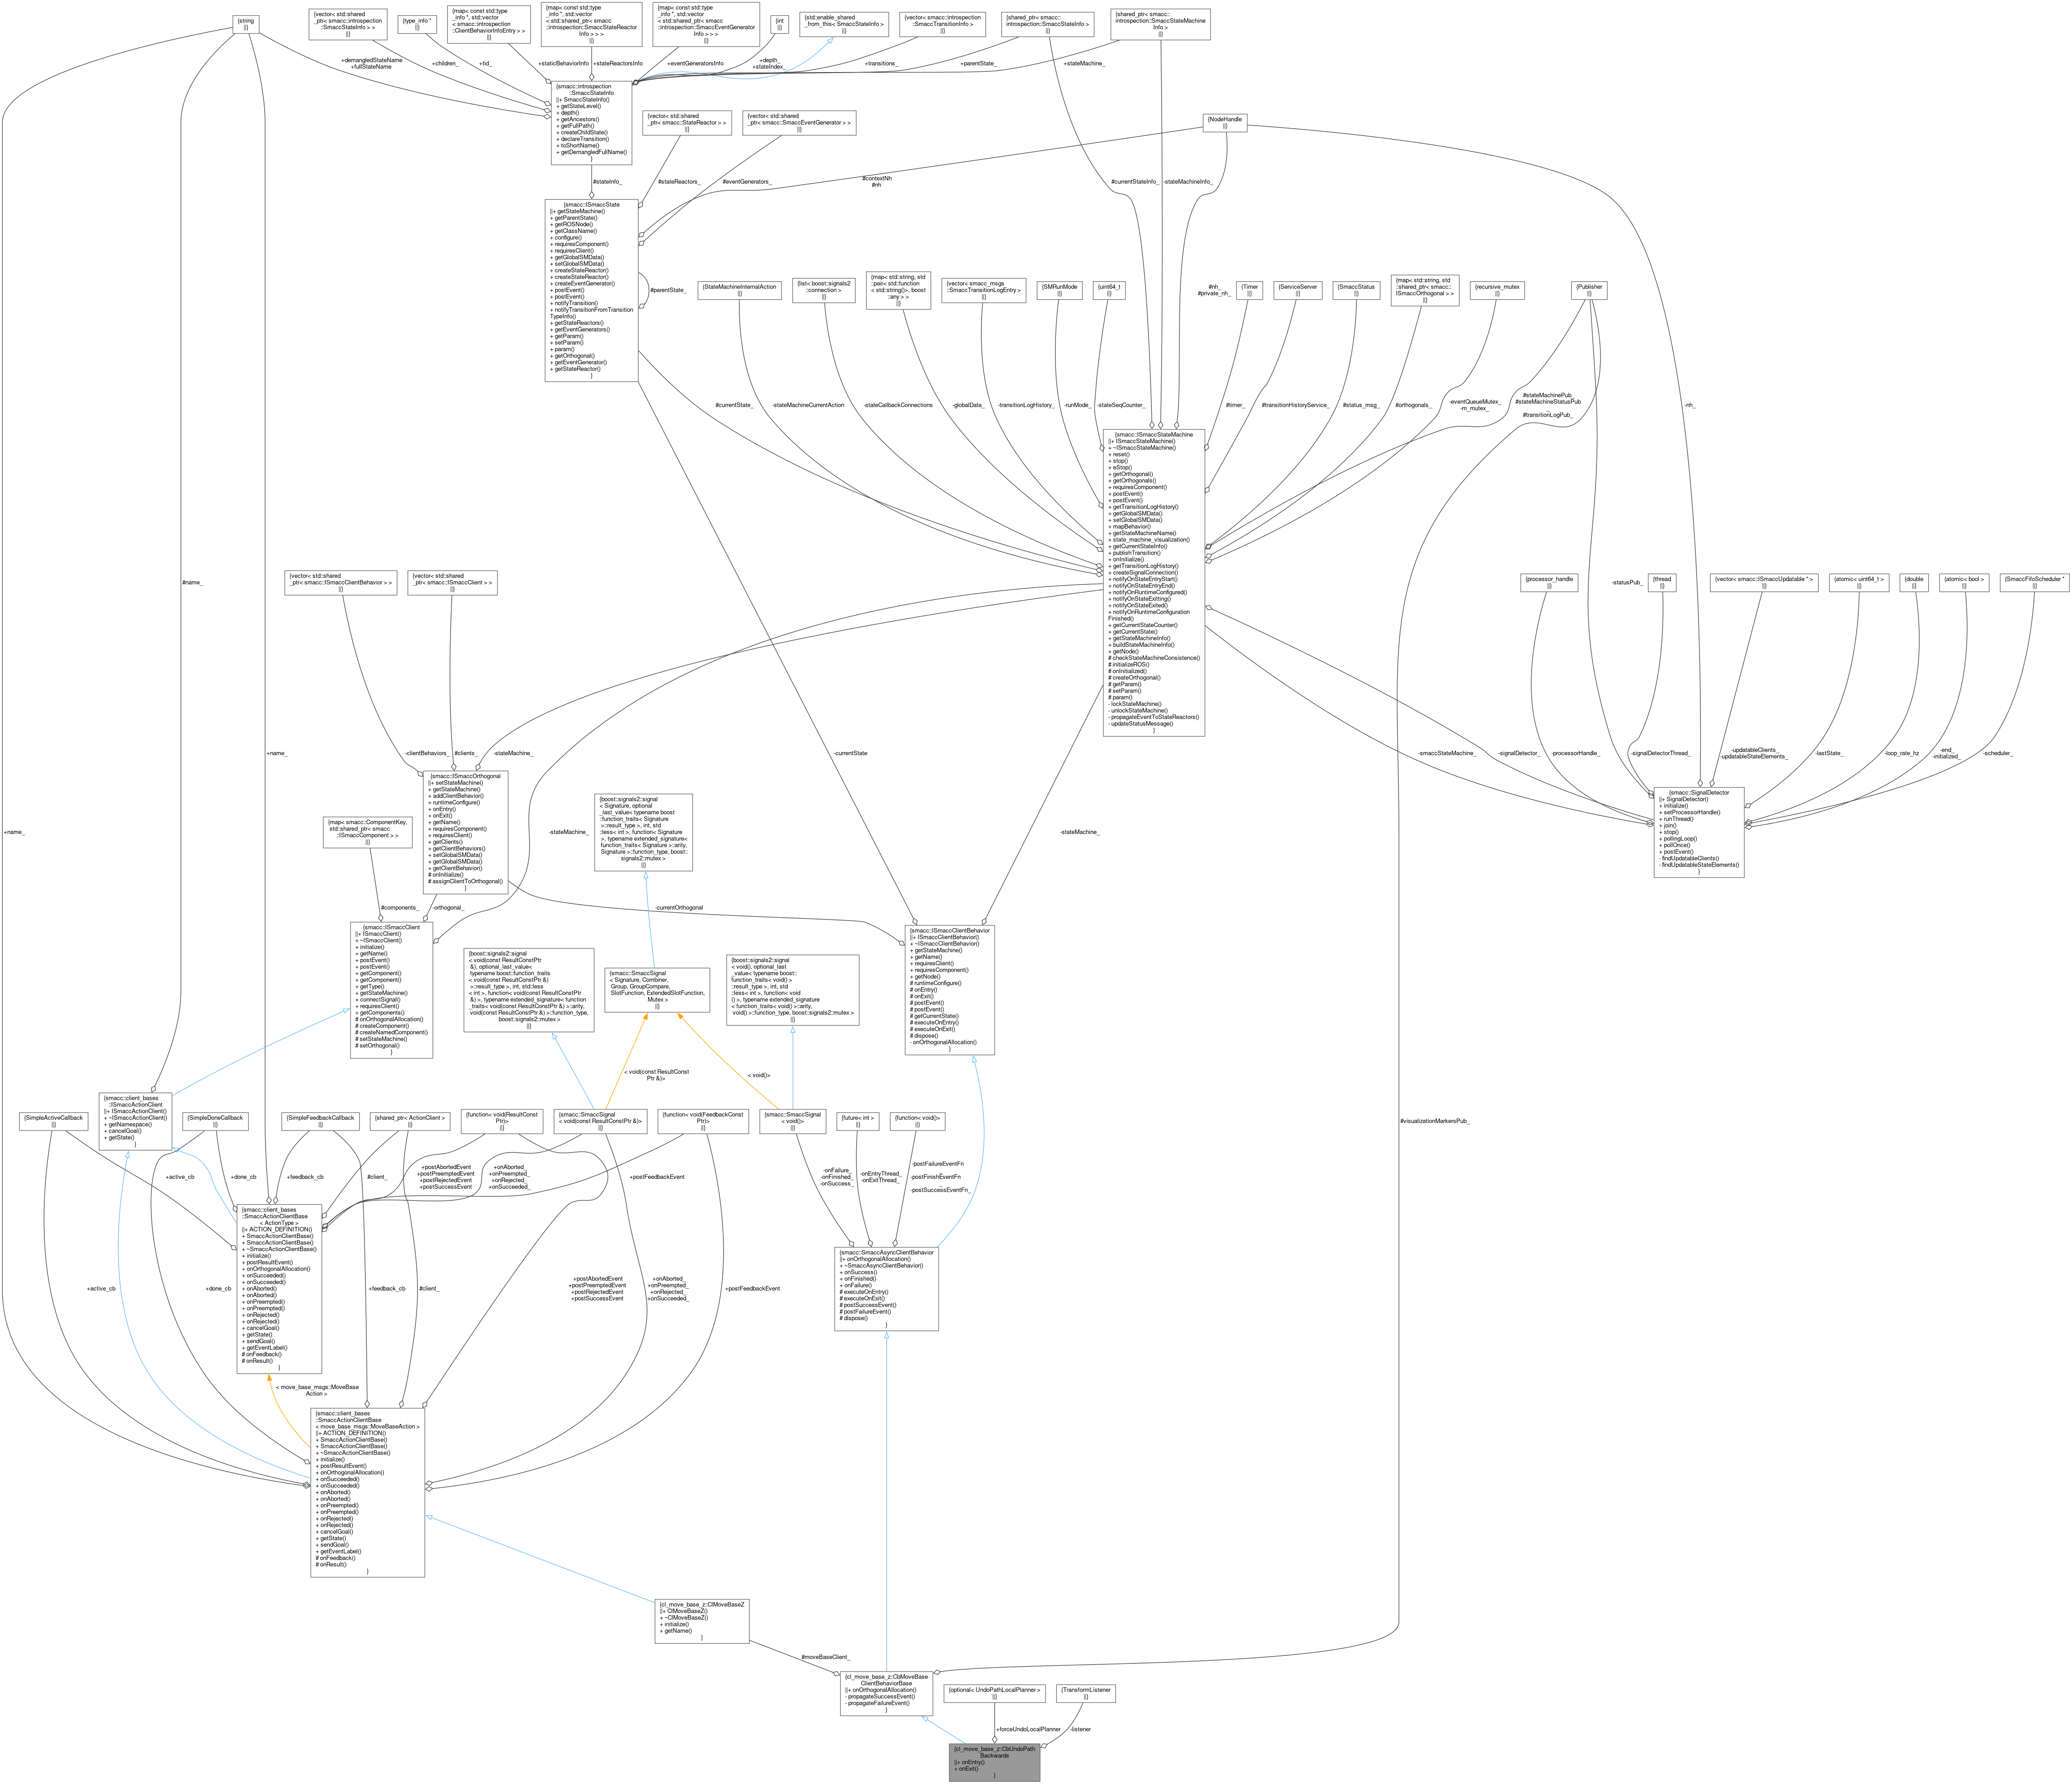 {string
||}
{vector< std::shared
_ptr< smacc::introspection
::SmaccStateInfo > >
||}
{type_info *
||}
{map< const std::type
_info *, std::vector
< smacc::introspection
::ClientBehaviorInfoEntry > >
||}
{map< const std::type
_info *, std::vector
< std::shared_ptr< smacc
::introspection::SmaccStateReactor
Info > > >
||}
{map< const std::type
_info *, std::vector
< std::shared_ptr< smacc
::introspection::SmaccEventGenerator
Info > > >
||}
{int
||}
{std::enable_shared
_from_this< SmaccStateInfo >
||}
{vector< smacc::introspection
::SmaccTransitionInfo >
||}
{shared_ptr< smacc::
introspection::SmaccStateInfo >
||}
{shared_ptr< smacc::
introspection::SmaccStateMachine
Info >
||}
+demangledStateName
+fullStateName
+children_
+tid_
+staticBehaviorInfo
+stateReactorsInfo
+eventGeneratorsInfo
+depth_
+stateIndex_
+transitions_
+parentState_
+stateMachine_
{smacc::introspection
::SmaccStateInfo
||+ SmaccStateInfo()
+ getStateLevel()
+ depth()
+ getAncestors()
+ getFullPath()
+ createChildState()
+ declareTransition()
+ toShortName()
+ getDemangledFullName()
}
{vector< std::shared
_ptr< smacc::StateReactor > >
||}
{vector< std::shared
_ptr< smacc::SmaccEventGenerator > >
||}
{NodeHandle
||}
#stateInfo_
#stateReactors_
#eventGenerators_
#contextNh
#nh
#currentStateInfo_
-stateMachineInfo_
{smacc::ISmaccState
||+ getStateMachine()
+ getParentState()
+ getROSNode()
+ getClassName()
+ configure()
+ requiresComponent()
+ requiresClient()
+ getGlobalSMData()
+ setGlobalSMData()
+ createStateReactor()
+ createStateReactor()
+ createEventGenerator()
+ postEvent()
+ postEvent()
+ notifyTransition()
+ notifyTransitionFromTransition
TypeInfo()
+ getStateReactors()
+ getEventGenerators()
+ getParam()
+ setParam()
+ param()
+ getOrthogonal()
+ getEventGenerator()
+ getStateReactor()
}
#parentState_
{StateMachineInternalAction
||}
{list< boost::signals2
::connection >
||}
{map< std::string, std
::pair< std::function
< std::string()>, boost
::any > >
||}
{vector< smacc_msgs
::SmaccTransitionLogEntry >
||}
{SMRunMode
||}
{uint64_t
||}
#nh_
#private_nh_
{Timer
||}
{ServiceServer
||}
{SmaccStatus
||}
{map< std::string, std
::shared_ptr< smacc::
ISmaccOrthogonal > >
||}
{recursive_mutex
||}
{Publisher
||}
#currentState_
-stateMachineCurrentAction
-stateCallbackConnections
-globalData_
-transitionLogHistory_
-runMode_
-stateSeqCounter_
#timer_
#transitionHistoryService_
#status_msg_
#orthogonals_
-eventQueueMutex_
-m_mutex_
#stateMachinePub_
#stateMachineStatusPub
_
#transitionLogPub_
-nh_
{smacc::ISmaccStateMachine
||+ ISmaccStateMachine()
+ ~ISmaccStateMachine()
+ reset()
+ stop()
+ eStop()
+ getOrthogonal()
+ getOrthogonals()
+ requiresComponent()
+ postEvent()
+ postEvent()
+ getTransitionLogHistory()
+ getGlobalSMData()
+ setGlobalSMData()
+ mapBehavior()
+ getStateMachineName()
+ state_machine_visualization()
+ getCurrentStateInfo()
+ publishTransition()
+ onInitialize()
+ getTransitionLogHistory()
+ createSignalConnection()
+ notifyOnStateEntryStart()
+ notifyOnStateEntryEnd()
+ notifyOnRuntimeConfigured()
+ notifyOnStateExitting()
+ notifyOnStateExited()
+ notifyOnRuntimeConfiguration
Finished()
+ getCurrentStateCounter()
+ getCurrentState()
+ getStateMachineInfo()
+ buildStateMachineInfo()
+ getNode()
# checkStateMachineConsistence()
# initializeROS()
# onInitialized()
# createOrthogonal()
# getParam()
# setParam()
# param()
- lockStateMachine()
- unlockStateMachine()
- propagateEventToStateReactors()
- updateStatusMessage()
}
#name_
{vector< std::shared
_ptr< smacc::ISmaccClientBehavior > >
||}
{vector< std::shared
_ptr< smacc::ISmaccClient > >
||}
-statusPub_
{processor_handle
||}
{thread
||}
{vector< smacc::ISmaccUpdatable * >
||}
{atomic< uint64_t >
||}
{double
||}
{atomic< bool >
||}
{SmaccFifoScheduler *
||}
+name_
-clientBehaviors_
#clients_
-stateMachine_
-currentState
-smaccStateMachine_
-signalDetector_
-processorHandle_
-signalDetectorThread_
-updatableClients_
-updatableStateElements_
-lastState_
-loop_rate_hz
-end_
-initialized_
-scheduler_
{smacc::ISmaccOrthogonal
||+ setStateMachine()
+ getStateMachine()
+ addClientBehavior()
+ runtimeConfigure()
+ onEntry()
+ onExit()
+ getName()
+ requiresComponent()
+ requiresClient()
+ getClients()
+ getClientBehaviors()
+ setGlobalSMData()
+ getGlobalSMData()
+ getClientBehavior()
# onInitialize()
# assignClientToOrthogonal()
}
{smacc::SignalDetector
||+ SignalDetector()
+ initialize()
+ setProcessorHandle()
+ runThread()
+ join()
+ stop()
+ pollingLoop()
+ pollOnce()
+ postEvent()
- findUpdatableClients()
- findUpdatableStateElements()
}
{map< smacc::ComponentKey,
std::shared_ptr< smacc
::ISmaccComponent > >
||}
+name_
-stateMachine_
{boost::signals2::signal
< Signature, optional
_last_value< typename boost
::function_traits< Signature
>::result_type >, int, std
::less< int >, function< Signature
>, typename extended_signature<
function_traits< Signature >::arity,
Signature >::function_type, boost::
signals2::mutex >
||}
-stateMachine_
#components_
-orthogonal_
-currentOrthogonal
{smacc::ISmaccClient
||+ ISmaccClient()
+ ~ISmaccClient()
+ initialize()
+ getName()
+ postEvent()
+ postEvent()
+ getComponent()
+ getComponent()
+ getType()
+ getStateMachine()
+ connectSignal()
+ requiresClient()
+ getComponents()
# onOrthogonalAllocation()
# createComponent()
# createNamedComponent()
# setStateMachine()
# setOrthogonal()
}
{boost::signals2::signal
< void(const ResultConstPtr
&), optional_last_value<
typename boost::function_traits
< void(const ResultConstPtr &)
>::result_type >, int, std::less
< int >, function< void(const ResultConstPtr
&) >, typename extended_signature< function
_traits< void(const ResultConstPtr &) >::arity,
void(const ResultConstPtr &) >::function_type,
boost::signals2::mutex >
||}
{smacc::SmaccSignal
< Signature, Combiner,
Group, GroupCompare,
SlotFunction, ExtendedSlotFunction,
Mutex >
||}
{boost::signals2::signal
< void(), optional_last
_value< typename boost::
function_traits< void() >
::result_type >, int, std
::less< int >, function< void
() >, typename extended_signature
< function_traits< void() >::arity,
void() >::function_type, boost::signals2::mutex >
||}
{smacc::ISmaccClientBehavior
||+ ISmaccClientBehavior()
+ ~ISmaccClientBehavior()
+ getStateMachine()
+ getName()
+ requiresClient()
+ requiresComponent()
+ getNode()
# runtimeConfigure()
# onEntry()
# onExit()
# postEvent()
# postEvent()
# getCurrentState()
# executeOnEntry()
# executeOnExit()
# dispose()
- onOrthogonalAllocation()
}
< void(const ResultConst
Ptr &)>
< void()>
{smacc::client_bases
::ISmaccActionClient
||+ ISmaccActionClient()
+ ~ISmaccActionClient()
+ getNamespace()
+ cancelGoal()
+ getState()
}
{SimpleActiveCallback
||}
{SimpleDoneCallback
||}
{SimpleFeedbackCallback
||}
{shared_ptr< ActionClient >
||}
{function< void(ResultConst
Ptr)>
||}
{smacc::SmaccSignal
< void(const ResultConstPtr &)>
||}
{function< void(FeedbackConst
Ptr)>
||}
{smacc::SmaccSignal
< void()>
||}
{future< int >
||}
{function< void()>
||}
#visualizationMarkersPub_
+active_cb
+done_cb
+feedback_cb
#client_
+postAbortedEvent
+postPreemptedEvent
+postRejectedEvent
+postSuccessEvent
+onAborted_
+onPreempted_
+onRejected_
+onSucceeded_
+postFeedbackEvent
-onFailure_
-onFinished_
-onSuccess_
-onEntryThread_
-onExitThread_
-postFailureEventFn
_
-postFinishEventFn
_
-postSuccessEventFn_
{smacc::client_bases
::SmaccActionClientBase
< ActionType >
||+ ACTION_DEFINITION()
+ SmaccActionClientBase()
+ SmaccActionClientBase()
+ ~SmaccActionClientBase()
+ initialize()
+ postResultEvent()
+ onOrthogonalAllocation()
+ onSucceeded()
+ onSucceeded()
+ onAborted()
+ onAborted()
+ onPreempted()
+ onPreempted()
+ onRejected()
+ onRejected()
+ cancelGoal()
+ getState()
+ sendGoal()
+ getEventLabel()
# onFeedback()
# onResult()
}
{smacc::SmaccAsyncClientBehavior
||+ onOrthogonalAllocation()
+ ~SmaccAsyncClientBehavior()
+ onSuccess()
+ onFinished()
+ onFailure()
# executeOnEntry()
# executeOnExit()
# postSuccessEvent()
# postFailureEvent()
# dispose()
}
+active_cb
+done_cb
+feedback_cb
#client_
+postAbortedEvent
+postPreemptedEvent
+postRejectedEvent
+postSuccessEvent
+onAborted_
+onPreempted_
+onRejected_
+onSucceeded_
+postFeedbackEvent
< move_base_msgs::MoveBase
Action >
{smacc::client_bases
::SmaccActionClientBase
< move_base_msgs::MoveBaseAction >
||+ ACTION_DEFINITION()
+ SmaccActionClientBase()
+ SmaccActionClientBase()
+ ~SmaccActionClientBase()
+ initialize()
+ postResultEvent()
+ onOrthogonalAllocation()
+ onSucceeded()
+ onSucceeded()
+ onAborted()
+ onAborted()
+ onPreempted()
+ onPreempted()
+ onRejected()
+ onRejected()
+ cancelGoal()
+ getState()
+ sendGoal()
+ getEventLabel()
# onFeedback()
# onResult()
}
{cl_move_base_z::ClMoveBaseZ
||+ ClMoveBaseZ()
+ ~ClMoveBaseZ()
+ initialize()
+ getName()
}
#moveBaseClient_
{cl_move_base_z::CbMoveBase
ClientBehaviorBase
||+ onOrthogonalAllocation()
- propagateSuccessEvent()
- propagateFailureEvent()
}
{optional< UndoPathLocalPlanner >
||}
{TransformListener
||}
+forceUndoLocalPlanner
-listener
{cl_move_base_z::CbUndoPath
Backwards
||+ onEntry()
+ onExit()
}